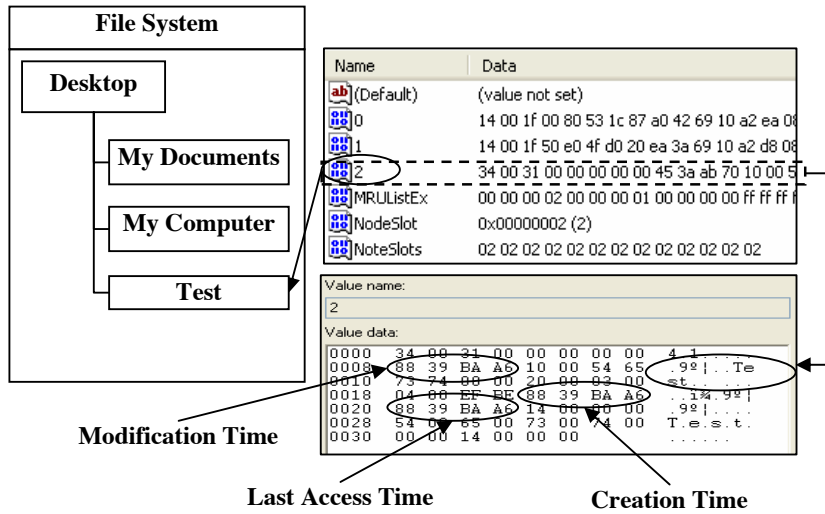 File System
Desktop
My Documents
My Computer
Test
Name Data
(Default) (value not set)
0 14 00 1f 00 80 53 1c 87 a0 42 69 10 a2 ea 08
1 14 00 1f 50 e0 4f d0 20 ea 3a 69 10 a2 d8 08
2 34 00 31 00 00 00 00 00 45 3a ab 70 10 00 5
MRUListEx 00 00 00 00 02 00 00 00 01 00 00 00 ff ff ff f
NodeSlot 0x00000002 (2)
NoteSlots 02 02 02 02 02 02 02 02 02 02 02 02
Value name:
2
Value data:
0000 34 00 31 00 00 00 00 00 4.1.....
0008 88 39 BA A6 10 00 54 65 .9º¦..Te
0010 73 74 00 00 20 00 03 00 st......
0018 04 00 EF BE 88 39 BA A6 ..ï¾.9º¦
0020 88 39 BA A6 14 00 00 00 .9º¦....
0028 54 00 65 00 73 00 74 00 T.e.s.t.
0030 00 00 14 00 00 00 ......
Modification Time
Last Access Time
Creation Time